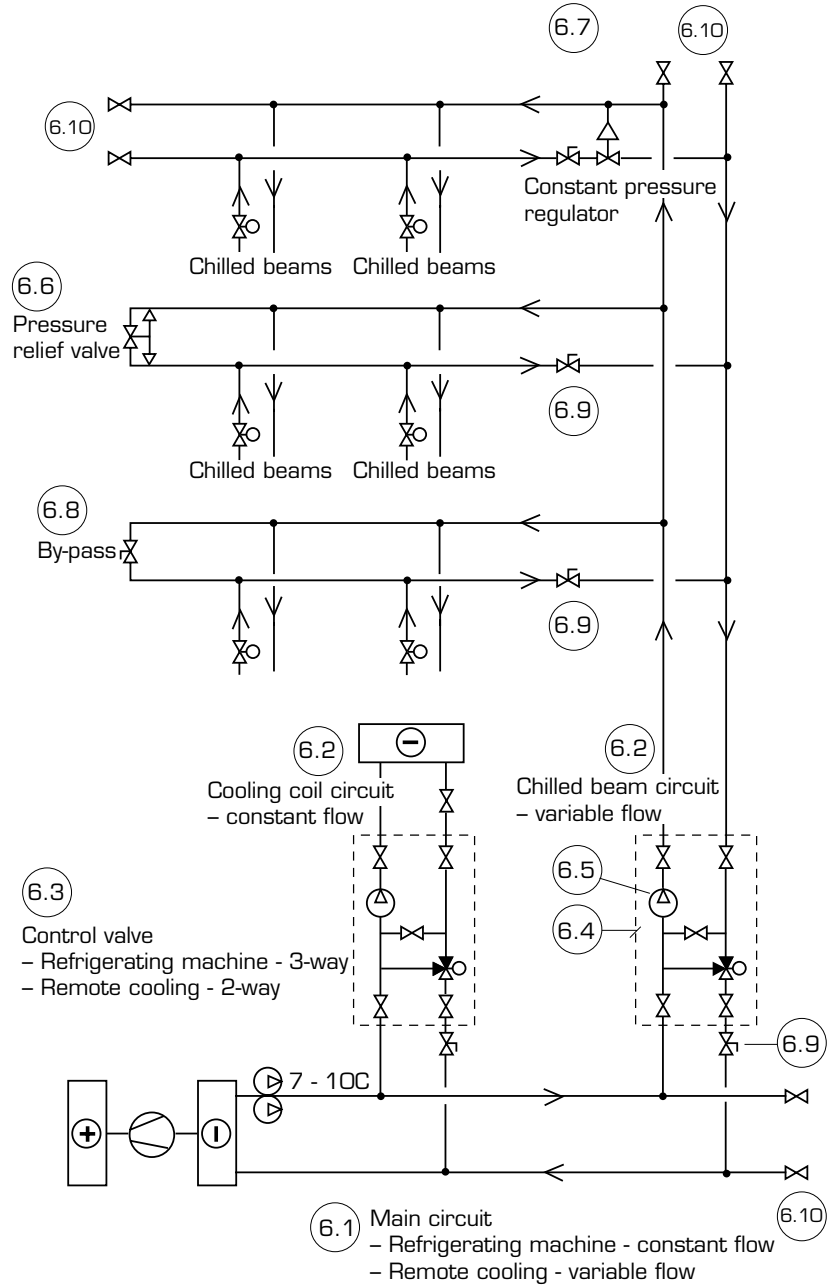 6.7
6.10
6.10
Constant pressure
regulator
Chilled beams
Chilled beams
6.6
Pressure
relief valve
6.9
Chilled beams
Chilled beams
6.8
By-pass
6.9
6.2
Cooling coil circuit
– constant flow
6.2
Chilled beam circuit
– variable flow
6.3
Control valve
– Refrigerating machine - 3-way
– Remote cooling - 2-way
6.5
6.4
6.9
7 - 10C
6.10
6.1
Main circuit
– Refrigerating machine - constant flow
– Remote cooling - variable flow